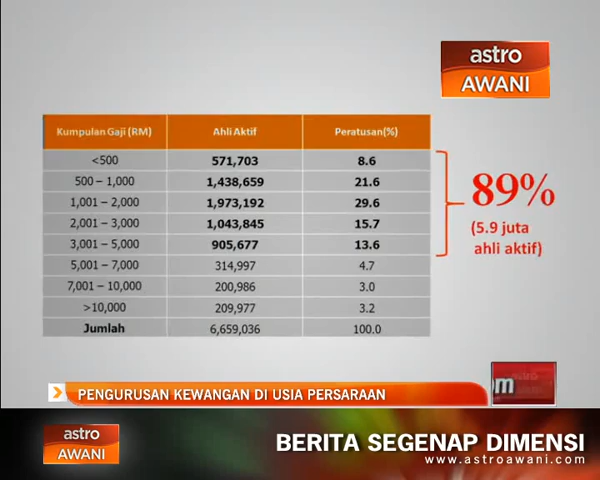 astro
AWANI
Kumpulan Gaji (RM) Ahli Aktif Peratusan(%)
<500 571,703 8.6
500 – 1,000 1,438,659 21.6
1,001 – 2,000 1,973,192 29.6
2,001 – 3,000 1,043,845 15.7
3,001 – 5,000 905,677 13.6
5,001 – 7,000 314,997 4.7
7,001 – 10,000 200,986 3.0
>10,000 209,977 3.2
Jumlah 6,659,036 100.0
89%
(5.9 juta
ahli aktif)
PENGURUSAN KEWANGAN DI USIA PERSARAAN
astro
m
astro
AWANI
BERITA SEGENAP DIMENSI
www.astroawani.com